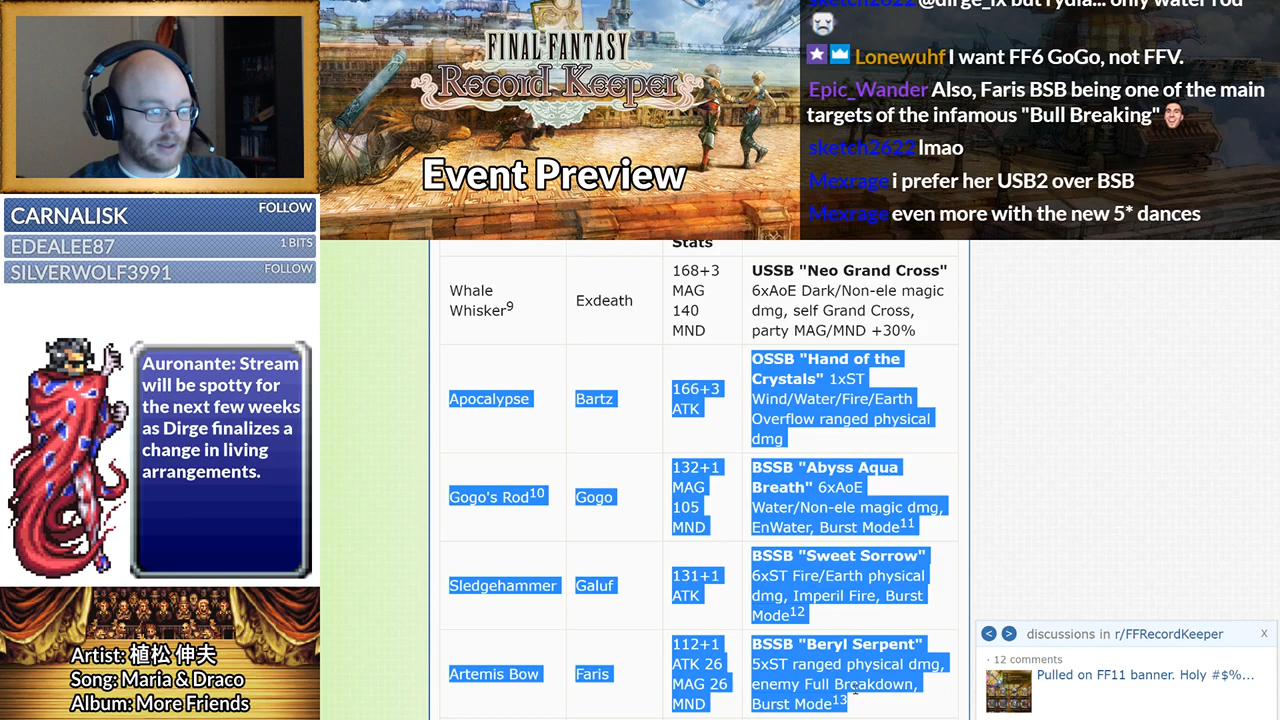 sketch2622 @dirge_ix but rydia... only water rod
Lonewuhf I want FF6 GoGo, not FFV.
Epic_Wander Also, Faris BSB being one of the main
targets of the infamous "Bull Breaking"
sketch2622 lmao
Mexrage i prefer her USB2 over BSB
Mexrage even more with the new 5* dances
FINAL FANTASY
Record Keeper
Event Preview
CARNALISK FOLLOW
EDEALEE87 1 BITS
SILVERWOLF3991 FOLLOW
Auronante: Stream
will be spotty for
the next few weeks
as Dirge finalizes a
change in living
arrangements.
Artist: 植松 伸夫
Song: Maria & Draco
Album: More Friends
Stats
Whale
Whisker9
Exdeath
168+3
MAG
140
MND
USSB "Neo Grand Cross"
6xAoE Dark/Non-ele magic
dmg, self Grand Cross,
party MAG/MND +30%
Apocalypse
Bartz
166+3
ATK
OSSB "Hand of the
Crystals" 1xST
Wind/Water/Fire/Earth
Overflow ranged physical
dmg
Gogo's Rod10
Gogo
132+1
MAG
105
MND
BSSB "Abyss Aqua
Breath" 6xAoE
Water/Non-ele magic dmg,
EnWater, Burst Mode11
Sledgehammer
Galuf
131+1
ATK
BSSB "Sweet Sorrow"
6xST Fire/Earth physical
dmg, Imperil Fire, Burst
Mode12
Artemis Bow
Faris
112+1
ATK 26
MAG 26
MND
BSSB "Beryl Serpent"
5xST ranged physical dmg,
enemy Full Breakdown,
Burst Mode13
discussions in r/FFRecordKeeper X
· 12 comments
Pulled on FF11 banner. Holy #$%...